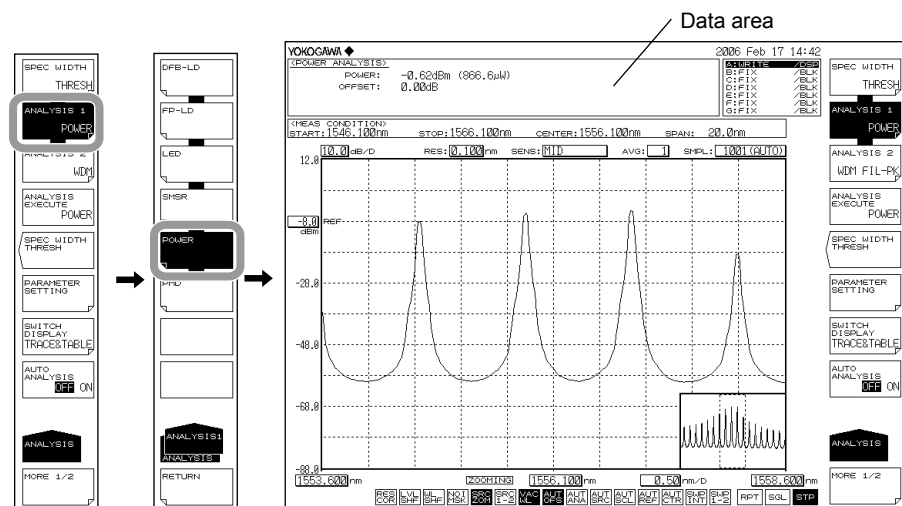 Data area
SPEC WIDTH
THRESH
ANALYSIS 1
POWER
ANALYSIS 2
WDM
ANALYSIS
EXECUTE
POWER
SPEC WIDTH
THRESH
PARAMETER
SETTING
SWITCH
DISPLAY
TRACE&TABLE
AUTO
ANALYSIS
OFF ON
ANALYSIS
MORE 1/2
DFB-LD
FP-LD
LED
SMSR
POWER
PMD
ANALYSIS1
ANALYSIS
RETURN
YOKOGAWA ◆ 2006 Feb 17 14:42
<POWER ANALYSIS>
POWER: -0.62dBm (866.6μW)
OFFSET: 0.00dB
A:WRITE /DSP
B:FIX /BLK
C:FIX /BLK
D:FIX /BLK
E:FIX /BLK
F:FIX /BLK
G:FIX /BLK
<MEAS CONDITION>
START:1546.100nm STOP:1566.100nm CENTER:1556.100nm SPAN: 20.0nm
10.0 dB/D RES: 0.100 nm SENS: MID AVG: 1 SMPL: 1001(AUTO)
12.0
-8.0 REF
dBm
-28.0
-48.0
-68.0
-88.0
1553.600 nm ZOOMING 1556.100 nm 0.50 nm/D 1558.600 nm
RES COR LVL SHF WL SHF NOI MSK SRC ZOM SRC 1-2 VAC WL AUT OFS AUT ANA AUT SRC AUT SCL AUT REF AUT CTR SWP INT SWP 1-2 RPT SGL STP
SPEC WIDTH
THRESH
ANALYSIS 1
POWER
ANALYSIS 2
WDM FIL-PK
ANALYSIS
EXECUTE
POWER
SPEC WIDTH
THRESH
PARAMETER
SETTING
SWITCH
DISPLAY
TRACE&TABLE
AUTO
ANALYSIS
OFF ON
ANALYSIS
MORE 1/2